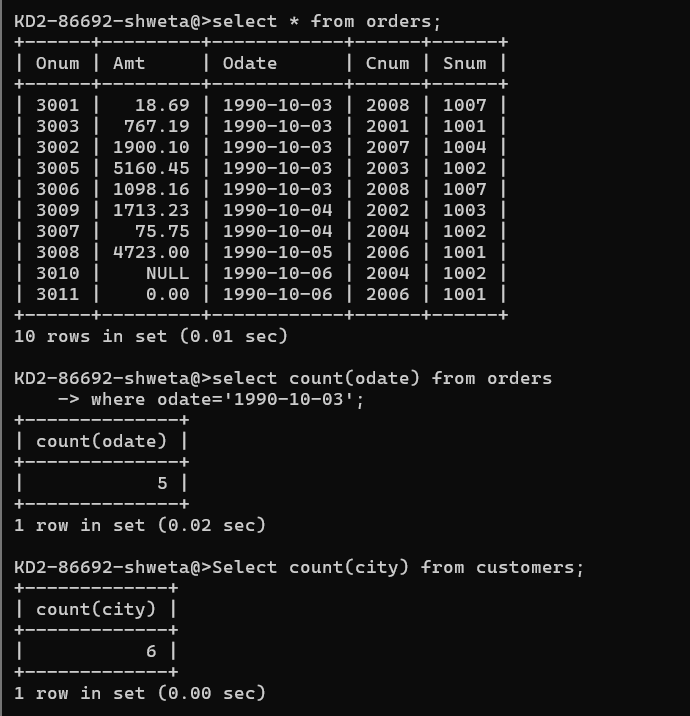 KD2-86692-shweta@>select * from orders;
+------+---------+------------+------+------+
| Onum | Amt     | Odate      | Cnum | Snum |
+------+---------+------------+------+------+
| 3001 |   18.69 | 1990-10-03 | 2008 | 1007 |
| 3003 |  767.19 | 1990-10-03 | 2001 | 1001 |
| 3002 | 1900.10 | 1990-10-03 | 2007 | 1004 |
| 3005 | 5160.45 | 1990-10-03 | 2003 | 1002 |
| 3006 | 1098.16 | 1990-10-03 | 2008 | 1007 |
| 3009 | 1713.23 | 1990-10-04 | 2002 | 1003 |
| 3007 |   75.75 | 1990-10-04 | 2004 | 1002 |
| 3008 | 4723.00 | 1990-10-05 | 2006 | 1001 |
| 3010 |    NULL | 1990-10-06 | 2004 | 1002 |
| 3011 |    0.00 | 1990-10-06 | 2006 | 1001 |
+------+---------+------------+------+------+
10 rows in set (0.01 sec)
KD2-86692-shweta@>select count(odate) from orders
    -> where odate='1990-10-03';
+--------------+
| count(odate) |
+--------------+
|            5 |
+--------------+
1 row in set (0.02 sec)
KD2-86692-shweta@>Select count(city) from customers;
+-------------+
| count(city) |
+-------------+
|           6 |
+-------------+
1 row in set (0.00 sec)